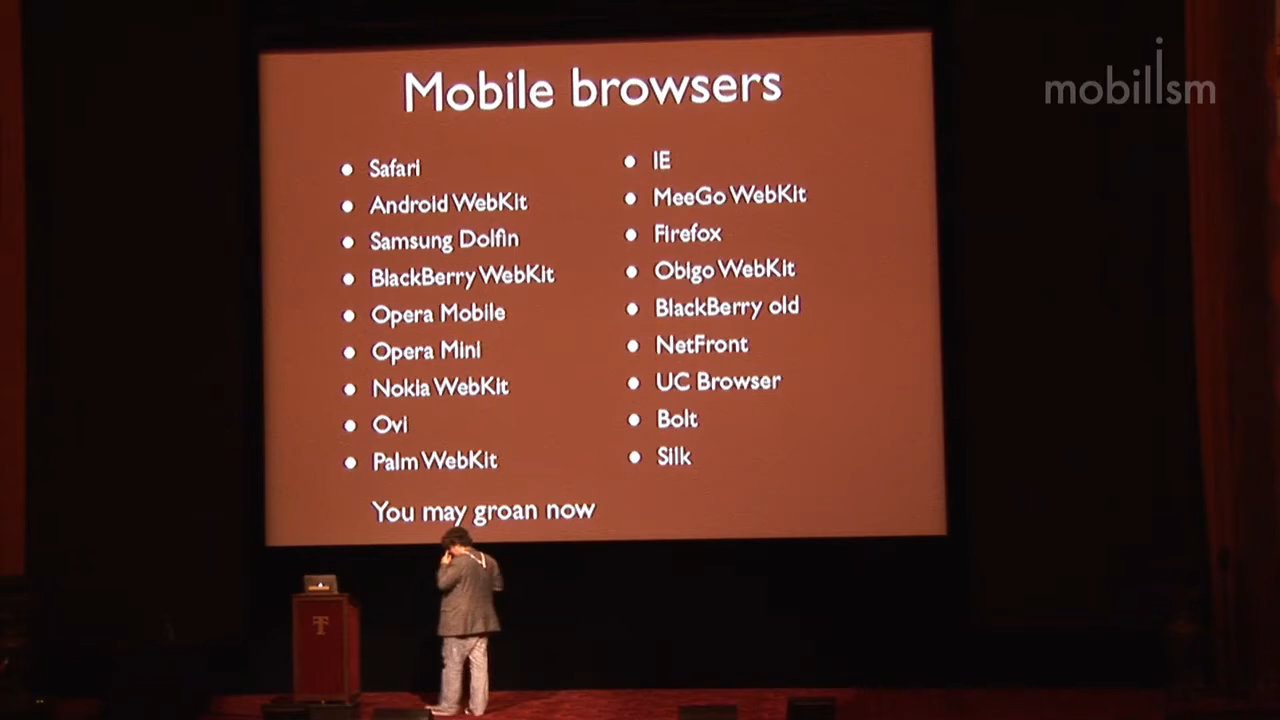 Mobile browsers
mobilism
Safari
Android WebKit
Samsung Dolfin
BlackBerry WebKit
Opera Mobile
Opera Mini
Nokia WebKit
Ovi
Palm WebKit
IE
MeeGo WebKit
Firefox
Obigo WebKit
BlackBerry old
NetFront
UC Browser
Bolt
Silk
You may groan now
T